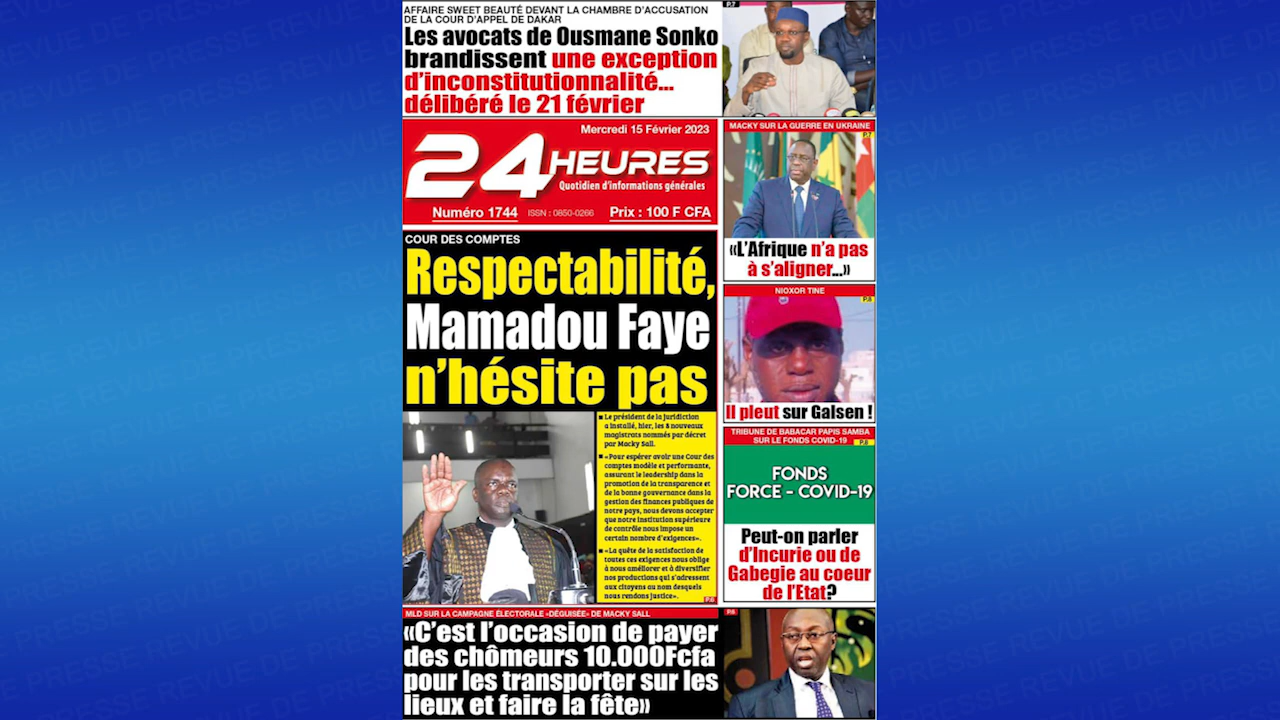 AFFAIRE SWEET BEAUTÉ DEVANT LA CHAMBRE D'ACCUSATION
DE LA COUR D'APPEL DE DAKAR
Les avocats de Ousmane Sonko
brandissent une exception
d'inconstitutionnalité...
délibéré le 21 février
P.7
Mercredi 15 Février 2023
24 HEURES
Quotidien d'informations générales
Numéro 1744 ISSN : 0850-0266 Prix : 100 F CFA
MACKY SUR LA GUERRE EN UKRAINE
P.7
«L'Afrique n'a pas
à s'aligner...»
NIOXOR TINE
P.8
Il pleut sur Galsen !
TRIBUNE DE BABACAR PAPIS SAMBA
SUR LE FONDS COVID-19
P.8
FONDS
FORCE - COVID-19
Peut-on parler
d'Incurie ou de
Gabegie au coeur
de l'Etat?
COUR DES COMPTES
Respectabilité,
Mamadou Faye
n'hésite pas
Le président de la juridiction
a installé, hier, les 8 nouveaux
magistrats nommés par décret
par Macky Sall.
«Pour espérer avoir une Cour des
comptes modèle et performante,
assurant le leadership dans la
promotion de la transparence et
de la bonne gouvernance dans la
gestion des finances publiques de
notre pays, nous devons accepter
que notre institution supérieure
de contrôle nous impose un
certain nombre d'exigences».
«La quête de la satisfaction de
toutes ces exigences nous oblige
à nous améliorer et à diversifier
nos productions qui s'adressent
aux citoyens au nom desquels
nous rendons justice».
MLD SUR LA CAMPAGNE ÉLECTORALE «DÉGUISÉE» DE MACKY SALL
«C'est l'occasion de payer
des chômeurs 10.000Fcfa
pour les transporter sur les
lieux et faire la fête»
P.6
REVUE DE PRESSE